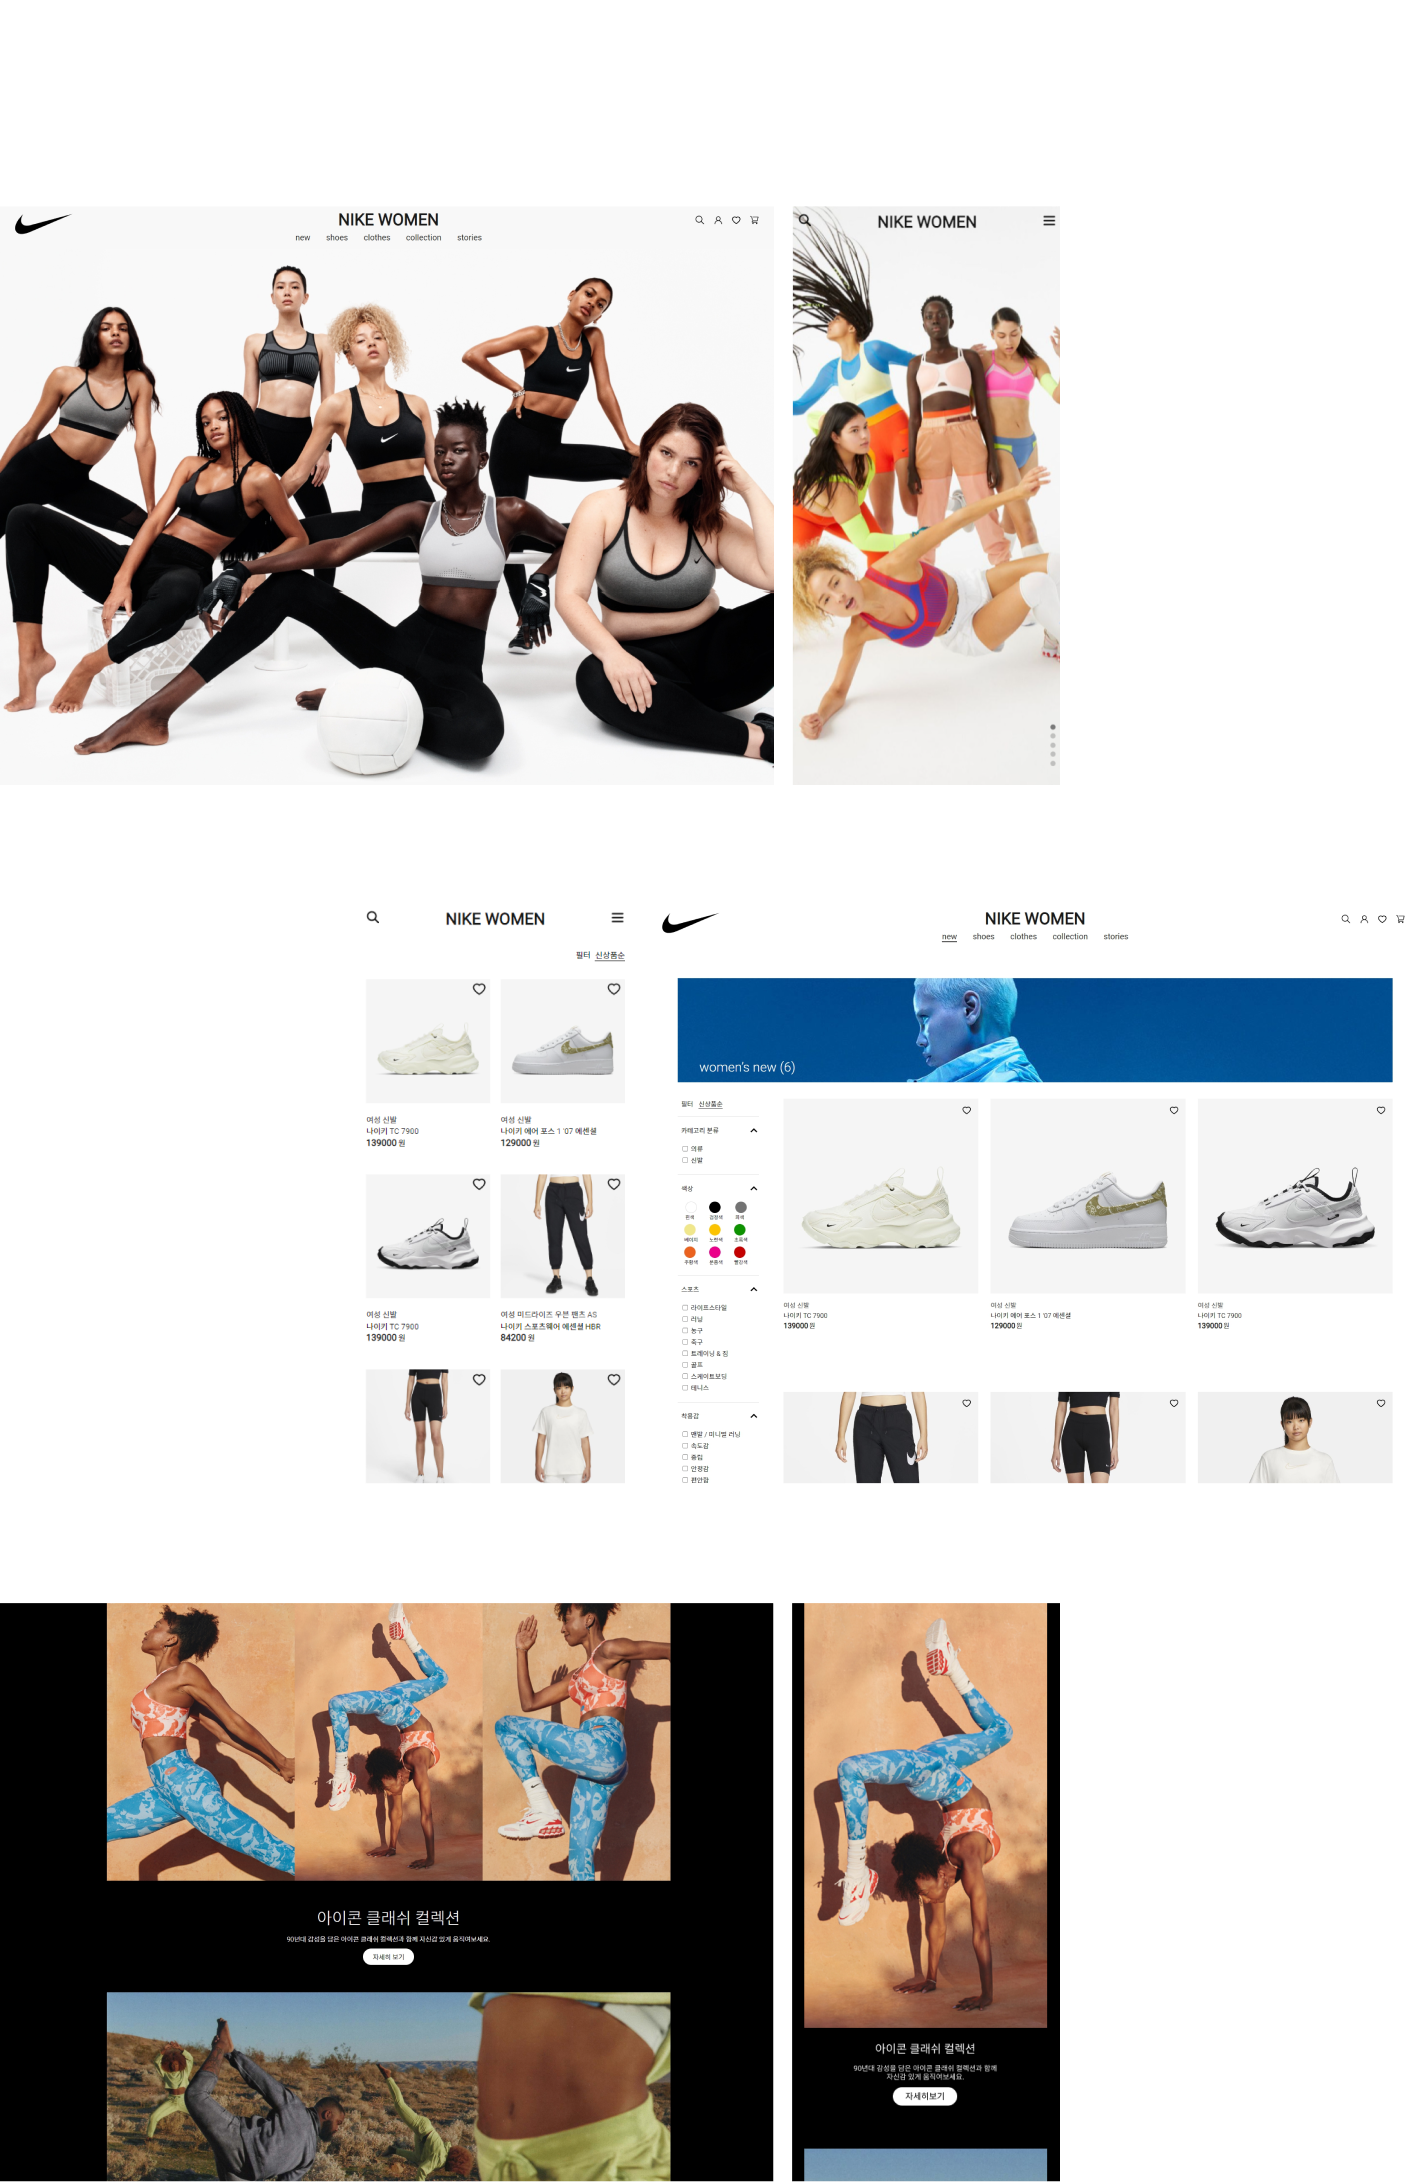 NIKE WOMEN
new shoes clothes collection stories
NIKE WOMEN
NIKE WOMEN
필터 신상품순
여성 신발
나이키 TC 7900
139000 원
여성 신발
나이키 에어 포스 1 '07 에센셜
129000 원
여성 신발
나이키 TC 7900
139000 원
여성 미드라이즈 우븐 팬츠 AS
나이키 스포츠웨어 에센셜 HBR
84200 원
NIKE WOMEN
new shoes clothes collection stories
women's new (6)
필터 신상품순
카테고리 분류
의류
신발
색상
흰색 검정색 회색
베이지 노란색 초록색
주황색 분홍색 빨강색
스포츠
라이프스타일
러닝
농구
축구
트레이닝 & 짐
골프
스케이트보딩
테니스
착용감
맨발 / 미니멀 러닝
속도감
쿠션
안정감
편안함
여성 신발
나이키 TC 7900
139000 원
여성 신발
나이키 에어 포스 1 '07 에센셜
129000 원
여성 신발
나이키 TC 7900
139000 원
아이콘 클래쉬 컬렉션
90년대 감성을 담은 아이콘 클래쉬 컬렉션과 함께 자신감 있게 움직여보세요.
자세히 보기
아이콘 클래쉬 컬렉션
90년대 감성을 담은 아이콘 클래쉬 컬렉션과 함께
자신감 있게 움직여보세요.
자세히보기